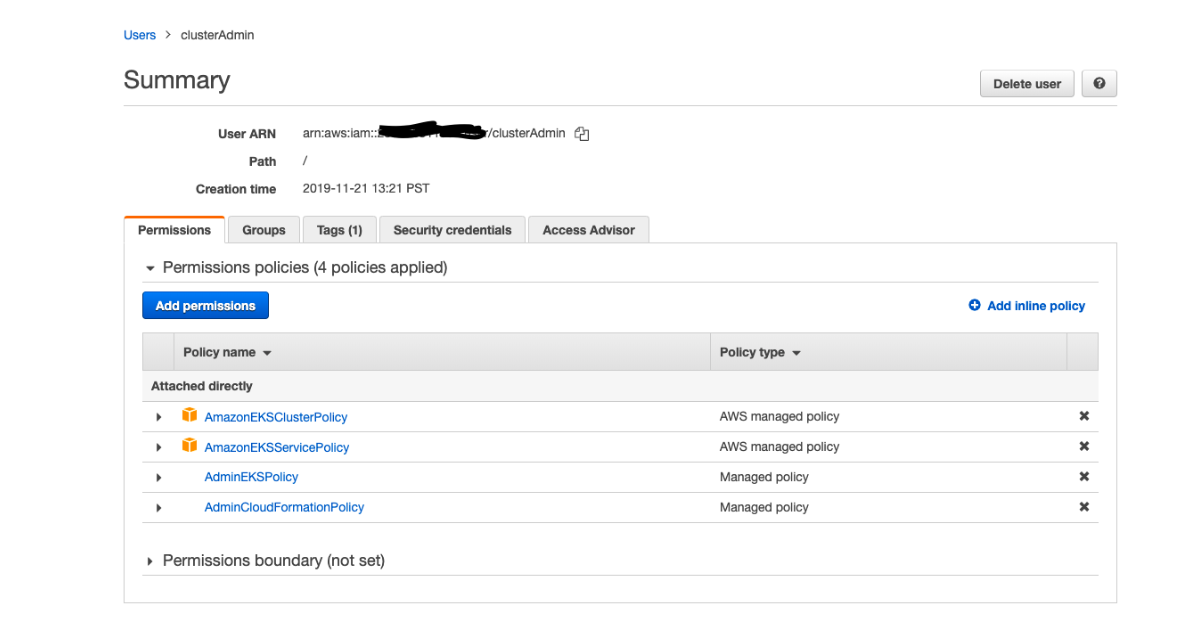 Users > clusterAdmin
Summary
Delete user
User ARN arn:aws:iam:: /clusterAdmin
Path /
Creation time 2019-11-21 13:21 PST
Permissions Groups Tags (1) Security credentials Access Advisor
Permissions policies (4 policies applied)
Add permissions Add inline policy
Policy name Policy type
Attached directly
AmazonEKSClusterPolicy AWS managed policy
AmazonEKSServicePolicy AWS managed policy
AdminEKSPolicy Managed policy
AdminCloudFormationPolicy Managed policy
Permissions boundary (not set)